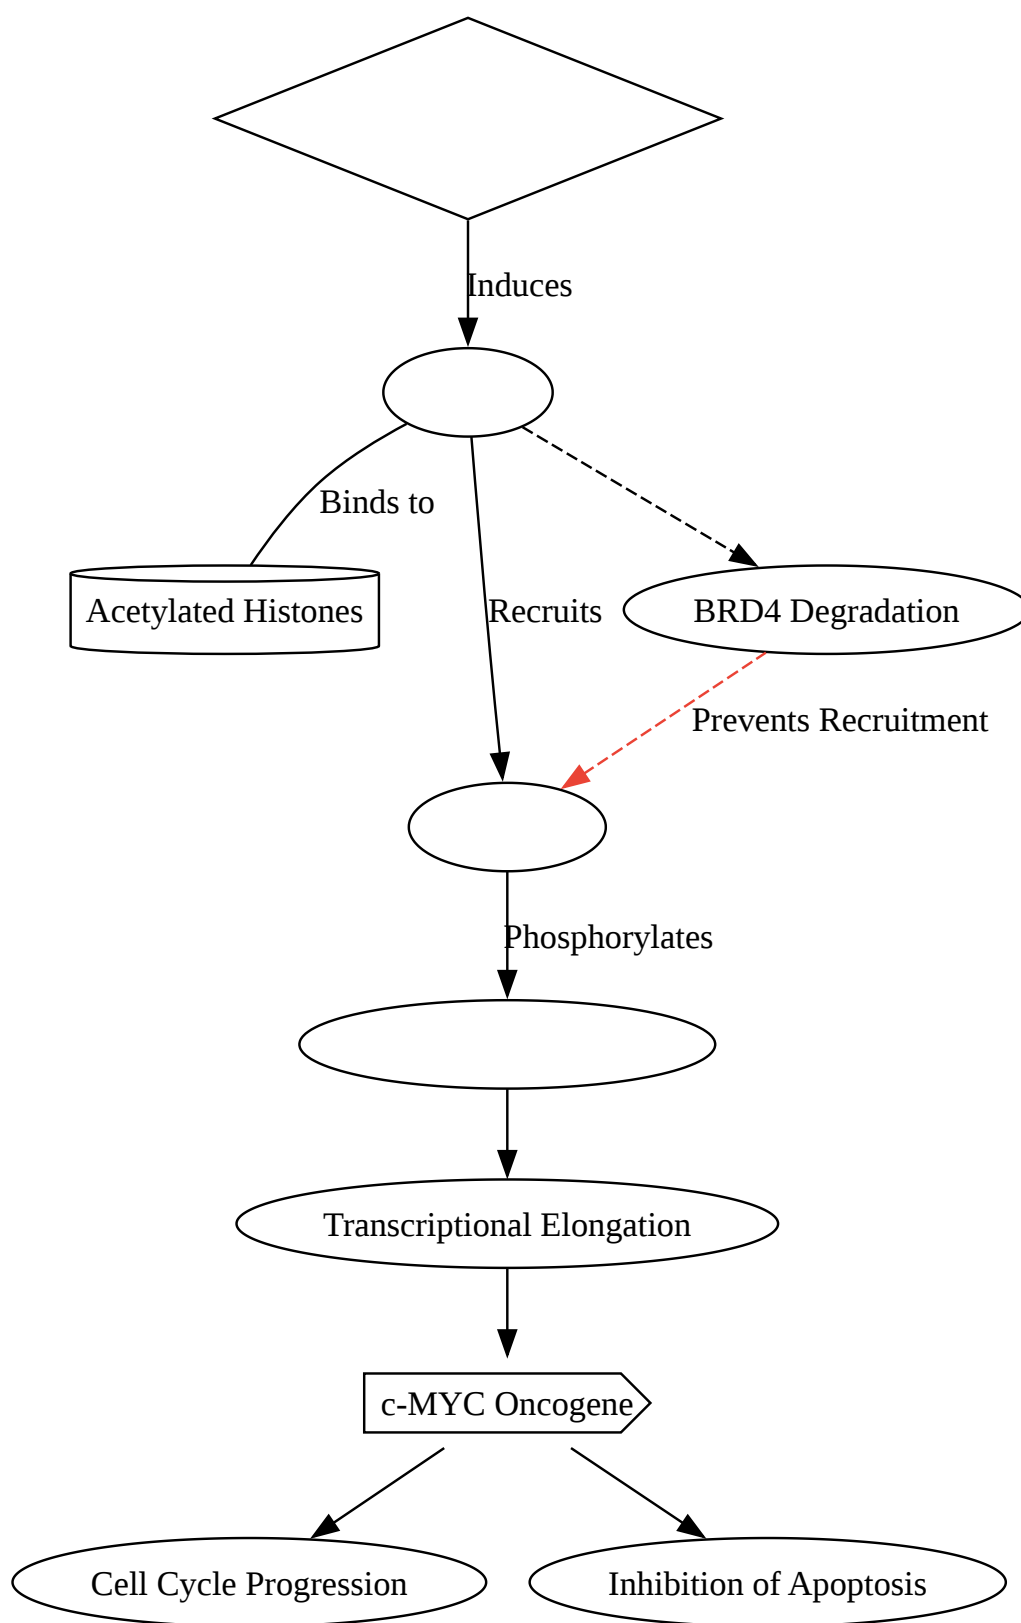 Induces
Binds to
Acetylated Histones
Recruits
BRD4 Degradation
Prevents Recruitment
Phosphorylates
Transcriptional Elongation
c-MYC Oncogene
Cell Cycle Progression
Inhibition of Apoptosis